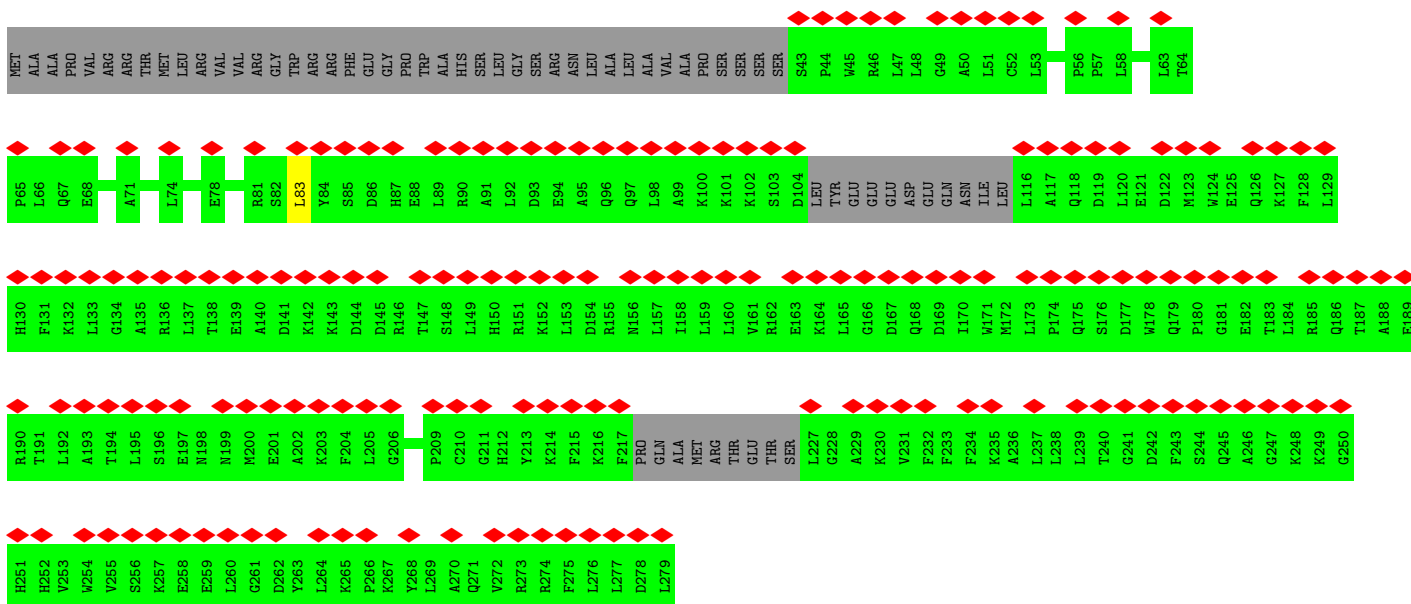 MET ALA ALA PRO VAL ARG ARG THR MET LEU ARG VAL VAL ARG GLY TRP ARG ARG PHE GLU GLY PRO TRP ALA HIS SER LEU GLY SER ARG ASN LEU ALA LEU ALA VAL ALA PRO SER SER SER SER S43 P44 W45 R46 L47 L48 G49 A50 L51 C52 L53 P56 P57 L58 L63 T64
P65 L66 Q67 E68 A71 L74 E78 R81 S82 L83 Y84 S85 D86 H87 E88 L89 R90 A91 L92 D93 E94 A95 Q96 Q97 L98 A99 K100 K101 K102 S103 D104 LEU TYR GLU GLU GLU ASP GLU GLN ASN ILE LEU L116 A117 Q118 D119 L120 E121 D122 M123 W124 E125 Q126 K127 F128 L129
H130 F131 K132 L133 G134 A135 R136 L137 T138 E139 A140 D141 K142 K143 D144 D145 R146 T147 S148 L149 H150 R151 K152 L153 D154 R155 N156 L157 I158 L159 L160 V161 R162 E163 K164 L165 G166 D167 Q168 D169 I170 W171 M172 L173 P174 Q175 S176 D177 W178 Q179 P180 G181 E182 T183 L184 R185 Q186 T187 A188 E189
R190 T191 L192 A193 T194 L195 S196 E197 N198 N199 M200 E201 A202 K203 F204 L205 G206 P209 C210 G211 H212 Y213 K214 F215 K216 F217 PRO GLN ALA MET ARG THR GLU THR SER L227 G228 A229 K230 V231 F232 F233 F234 K235 A236 L237 L238 L239 T240 G241 D242 F243 S244 Q245 A246 G247 K248 K249 G250
H251 H252 V253 W254 V255 S256 K257 E258 E259 L260 G261 D262 Y263 L264 K265 P266 K267 Y268 L269 A270 Q271 V272 R273 R274 F275 L276 L277 D278 L279